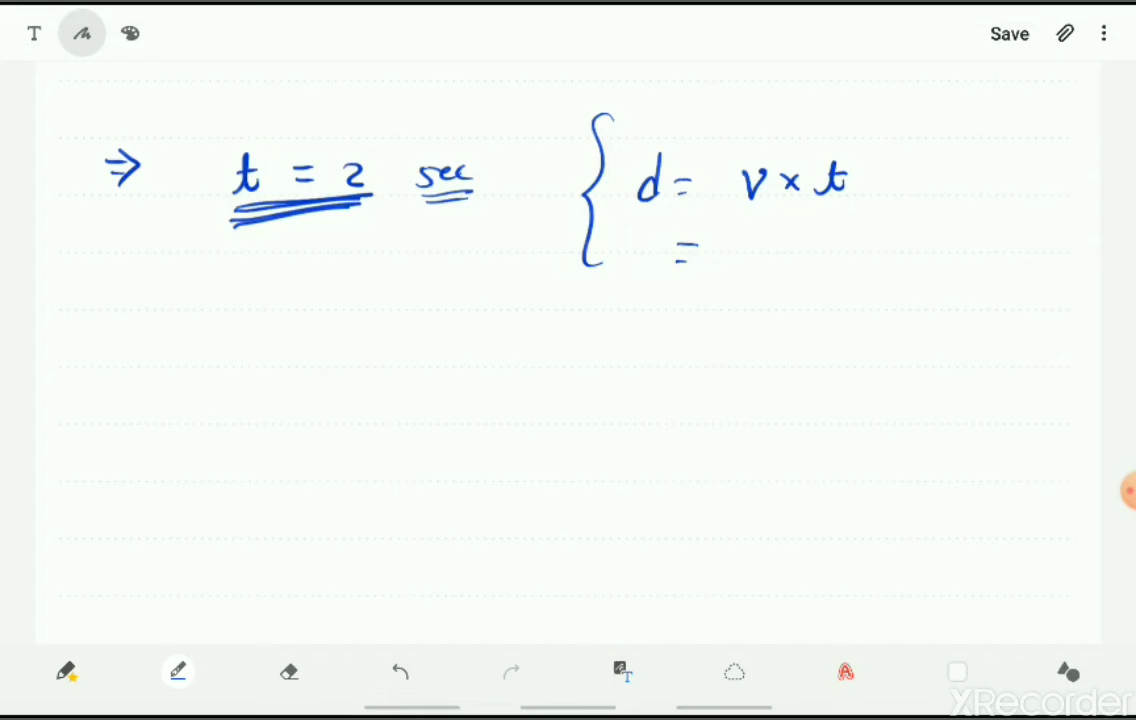 T Save
⇒ t = 2 sec { d = v × t
=
T A
XRecorder